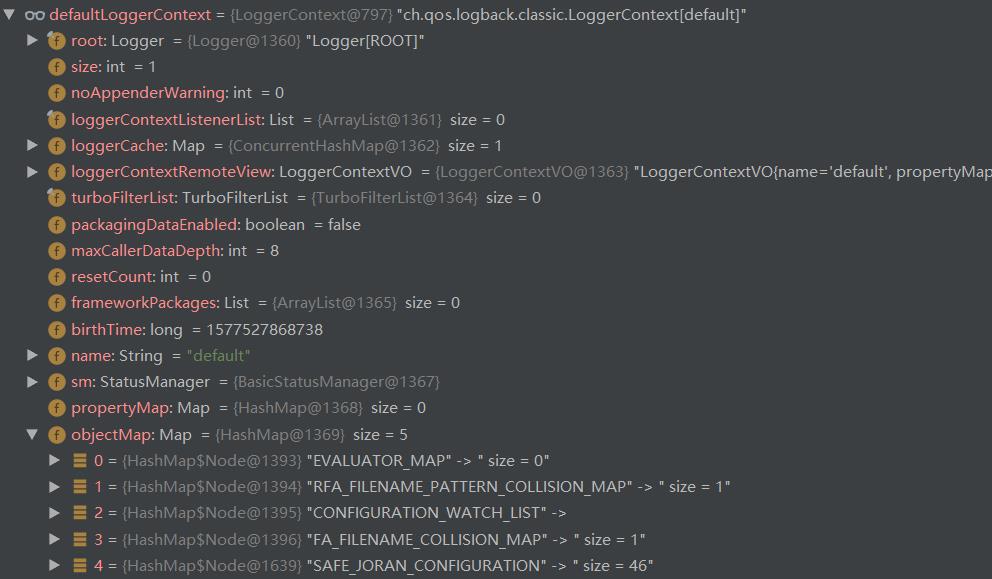 defaultLoggerContext = {LoggerContext@797} "ch.qos.logback.classic.LoggerContext[default]"
f root: Logger = {Logger@1360} "Logger[ROOT]"
f size: int = 1
f noAppenderWarning: int = 0
f loggerContextListenerList: List = {ArrayList@1361} size = 0
f loggerCache: Map = {ConcurrentHashMap@1362} size = 1
f loggerContextRemoteView: LoggerContextVO = {LoggerContextVO@1363} "LoggerContextVO{name='default', propertyMap
f turboFilterList: TurboFilterList = {TurboFilterList@1364} size = 0
f packagingDataEnabled: boolean = false
f maxCallerDataDepth: int = 8
f resetCount: int = 0
f frameworkPackages: List = {ArrayList@1365} size = 0
f birthTime: long = 1577527868738
f name: String = "default"
f sm: StatusManager = {BasicStatusManager@1367}
f propertyMap: Map = {HashMap@1368} size = 0
f objectMap: Map = {HashMap@1369} size = 5
0 = {HashMap$Node@1393} "EVALUATOR_MAP" -> " size = 0"
1 = {HashMap$Node@1394} "RFA_FILENAME_PATTERN_COLLISION_MAP" -> " size = 1"
2 = {HashMap$Node@1395} "CONFIGURATION_WATCH_LIST" ->
3 = {HashMap$Node@1396} "FA_FILENAME_COLLISION_MAP" -> " size = 1"
4 = {HashMap$Node@1639} "SAFE_JORAN_CONFIGURATION" -> " size = 46"